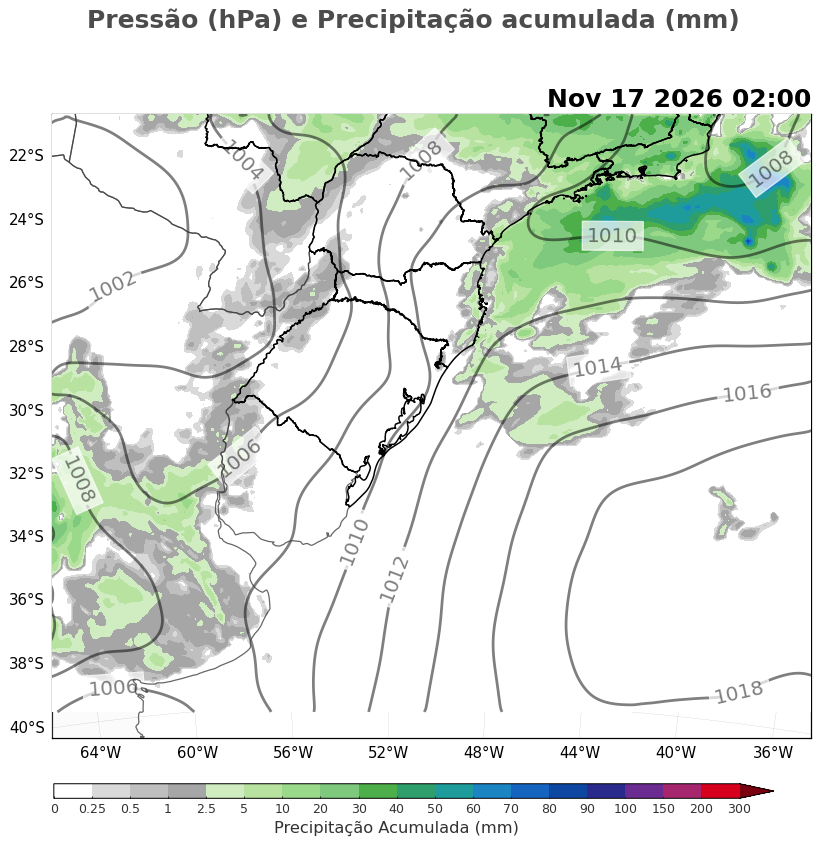 Pressão (hPa) e Precipitação acumulada (mm)
Nov 17 2026 02:00
22°S
24°S
26°S
28°S
30°S
32°S
34°S
36°S
38°S
40°S
1004
1008
1008
1010
1002
1014
1016
1006
1008
1010
1012
1006
1018
64°W 60°W 56°W 52°W 48°W 44°W 40°W 36°W
0 0.25 0.5 1 2.5 5 10 20 30 40 50 60 70 80 90 100 150 200 300
Precipitação Acumulada (mm)